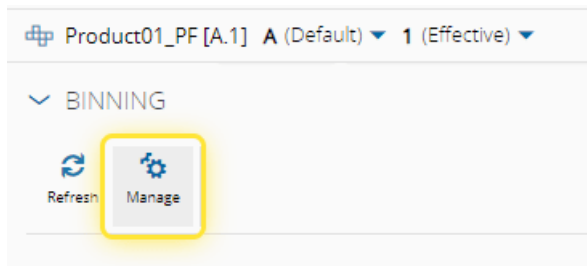 Product01_PF [A.1] A (Default) 1 (Effective)
BINNING
Refresh Manage